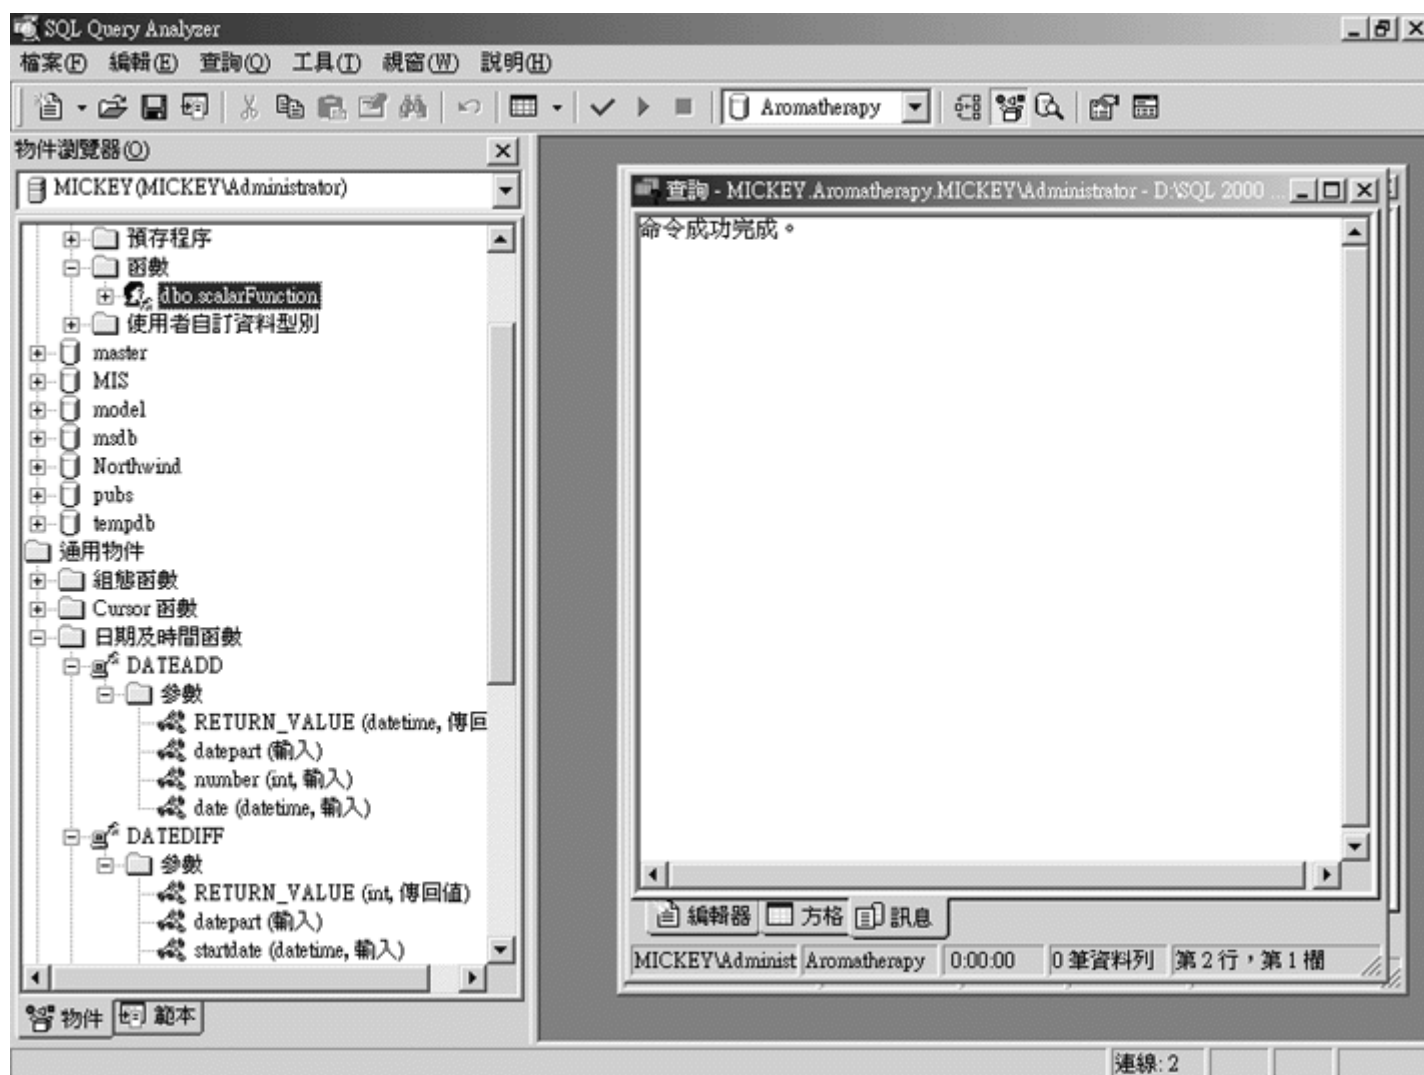 SQL Query Analyzer
檔案(F) 編輯(E) 查詢(Q) 工具(T) 視窗(W) 說明(H)
Aromatherapy
物件瀏覽器(O)
MICKEY (MICKEY\Administrator)
預存程序
函數
dbo.scalarFunction
使用者自訂資料型別
master
MIS
model
msdb
Northwind
pubs
tempdb
通用物件
組態函數
Cursor 函數
日期及時間函數
DATEADD
參數
RETURN_VALUE (datetime, 傳回
datepart (輸入)
number (int, 輸入)
date (datetime, 輸入)
DATEDIFF
參數
RETURN_VALUE (int, 傳回值)
datepart (輸入)
startdate (datetime, 輸入)
物件 範本
查詢 - MICKEY.Aromatherapy.MICKEY\Administrator - D:\SQL 2000 ...
命令成功完成。
編輯器 方格 訊息
MICKEY\Administ Aromatherapy 0:00:00 0 筆資料列 第 2 行，第 1 欄
連線: 2